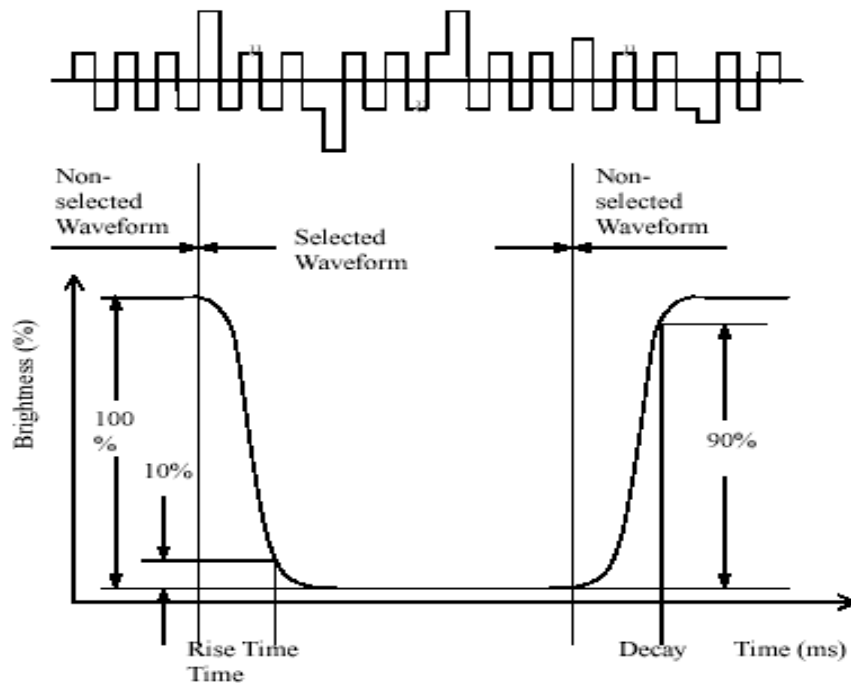 Non-
selected
Waveform
Selected
Waveform
Non-
selected
Waveform
Brightness (%)
100
%
10%
90%
Rise Time
Time
Decay
Time (ms)